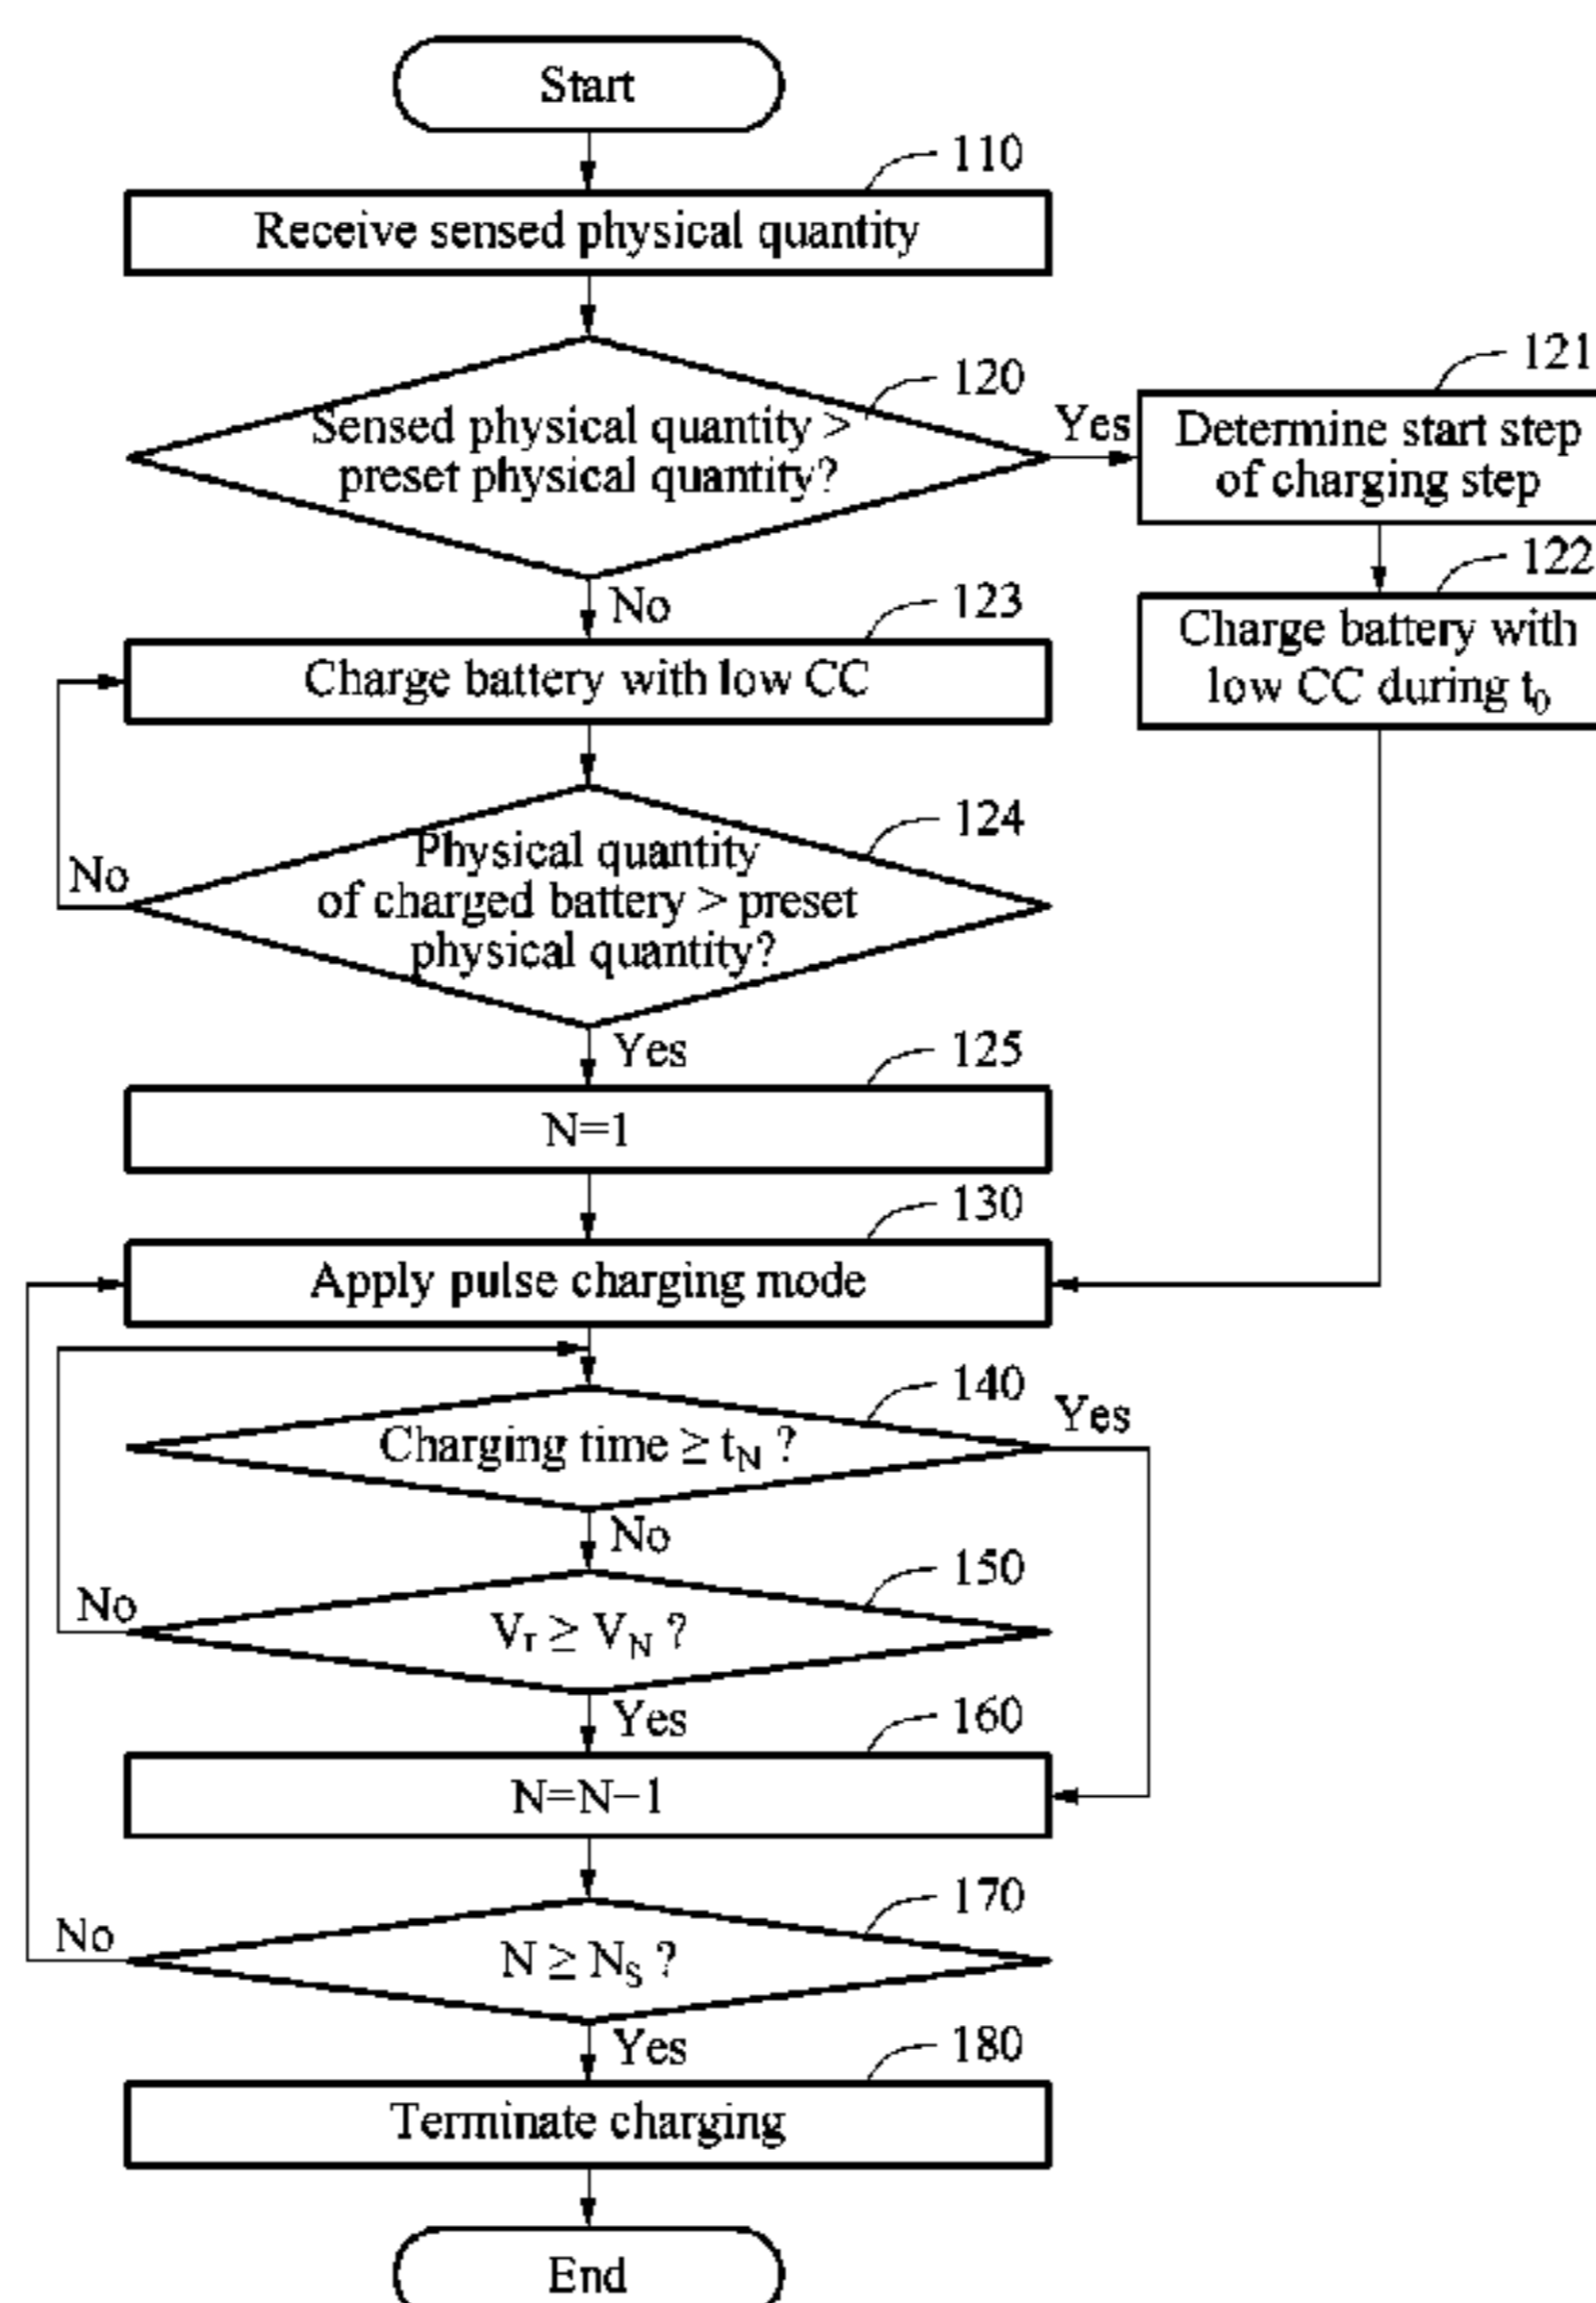 Start
110
Receive sensed physical quantity
120
Sensed physical quantity >
preset physical quantity?
Yes
121
Determine start step
of charging step
122
Charge battery with
low CC during t₀
No
123
Charge battery with low CC
124
Physical quantity
of charged battery > preset
physical quantity?
No
Yes
125
N=1
130
Apply pulse charging mode
140
Charging time ≥ tN ?
Yes
No
150
VI ≥ VN ?
No
Yes
160
N=N−1
170
N ≥ NS ?
No
Yes
180
Terminate charging
End